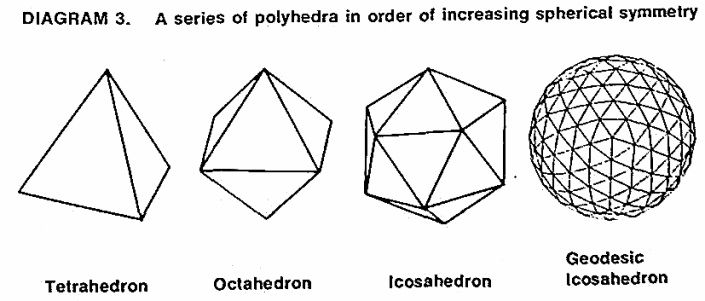 DIAGRAM 3. A series of polyhedra in order of increasing spherical symmetry
Tetrahedron
Octahedron
Icosahedron
Geodesic
Icosahedron